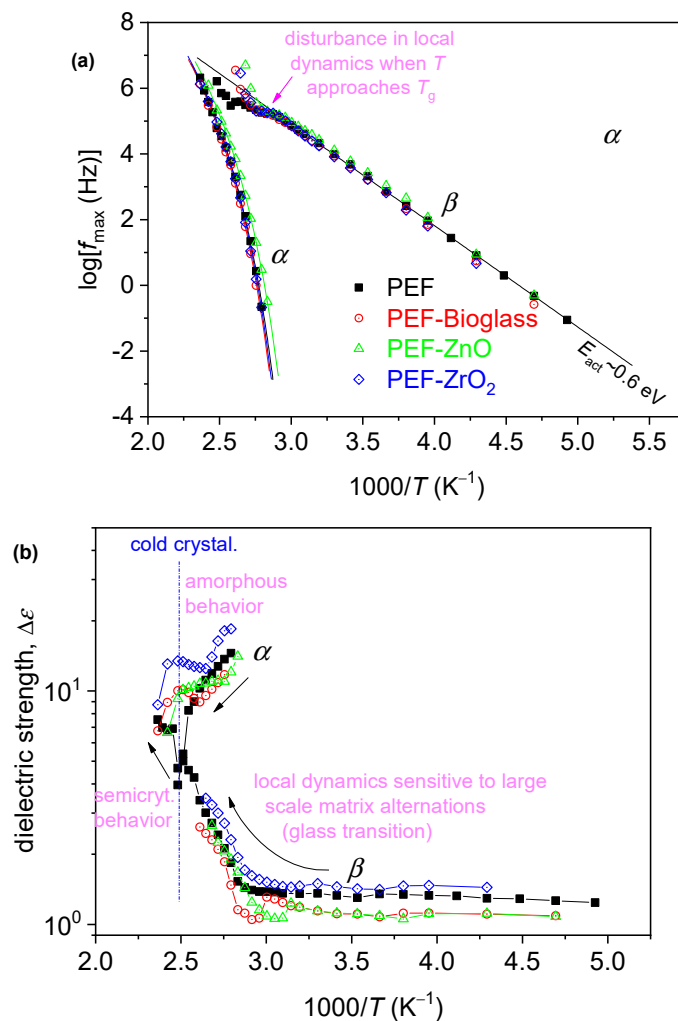 (a)
disturbance in local
dynamics when T
approaches Tg
α
β
α
PEF
PEF-Bioglass
PEF-ZnO
PEF-ZrO₂
Eact~0.6 eV
log[fmax (Hz)]
8
6
4
2
0
-2
-4
2.0 2.5 3.0 3.5 4.0 4.5 5.0 5.5
1000/T (K⁻¹)
(b)
cold crystal.
amorphous
behavior
α
semicryt.
behavior
local dynamics sensitive to large
scale matrix alternations
(glass transition)
β
dielectric strength, Δε
10¹
10⁰
2.0 2.5 3.0 3.5 4.0 4.5 5.0
1000/T (K⁻¹)